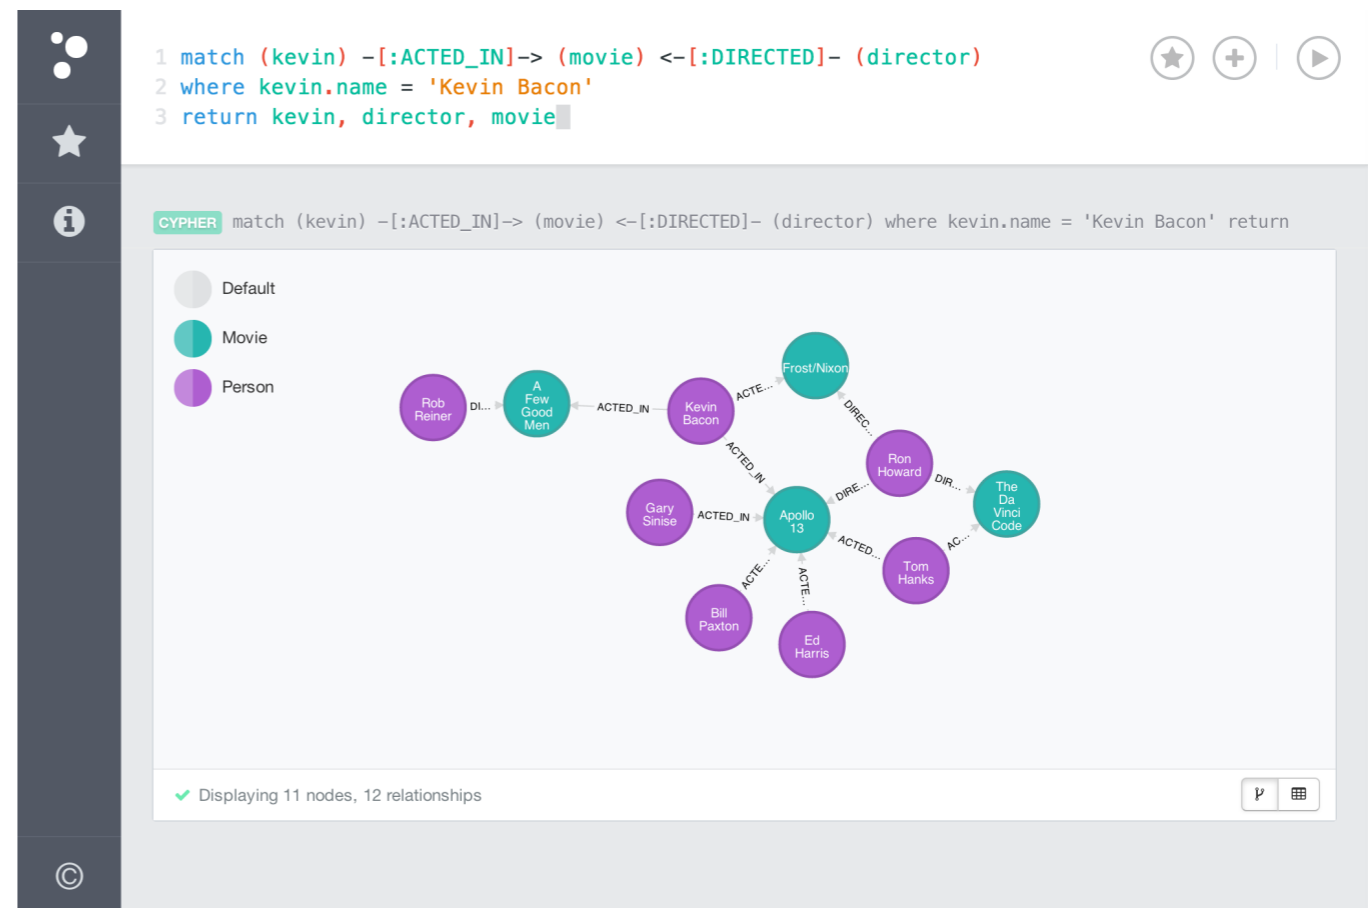 1 match (kevin) -[:ACTED_IN]-> (movie) <-[:DIRECTED]- (director)
2 where kevin.name = 'Kevin Bacon'
3 return kevin, director, movie
CYPHER match (kevin) -[:ACTED_IN]-> (movie) <-[:DIRECTED]- (director) where kevin.name = 'Kevin Bacon' return
Default
Movie
Person
Rob
Reiner
DI...
A
Few
Good
Men
ACTED_IN
Kevin
Bacon
ACTE...
Frost/Nixon
DIREC...
ACTED_IN
Ron
Howard
DIRE...
DIR...
The
Da
Vinci
Code
Gary
Sinise
ACTED_IN
Apollo
13
ACTED...
AC...
Tom
Hanks
ACTE...
ACTE...
Bill
Paxton
Ed
Harris
Displaying 11 nodes, 12 relationships
©